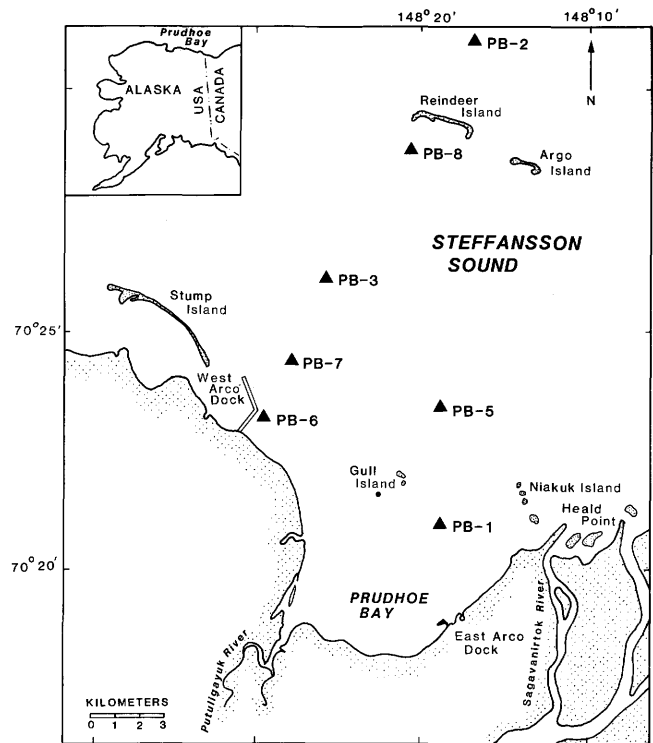 148°20'
148°10'
Prudhoe
Bay
ALASKA
USA
CANADA
PB-2
N
Reindeer
Island
PB-8
Argo
Island
STEFFANSSON
SOUND
PB-3
Stump
Island
70°25'
PB-7
West
Arco
Dock
PB-5
PB-6
Gull
Island
Niakuk Island
Heald
Point
PB-1
70°20'
PRUDHOE
BAY
East Arco
Dock
Sagavanirtok River
Putuligayuk River
KILOMETERS
0 1 2 3